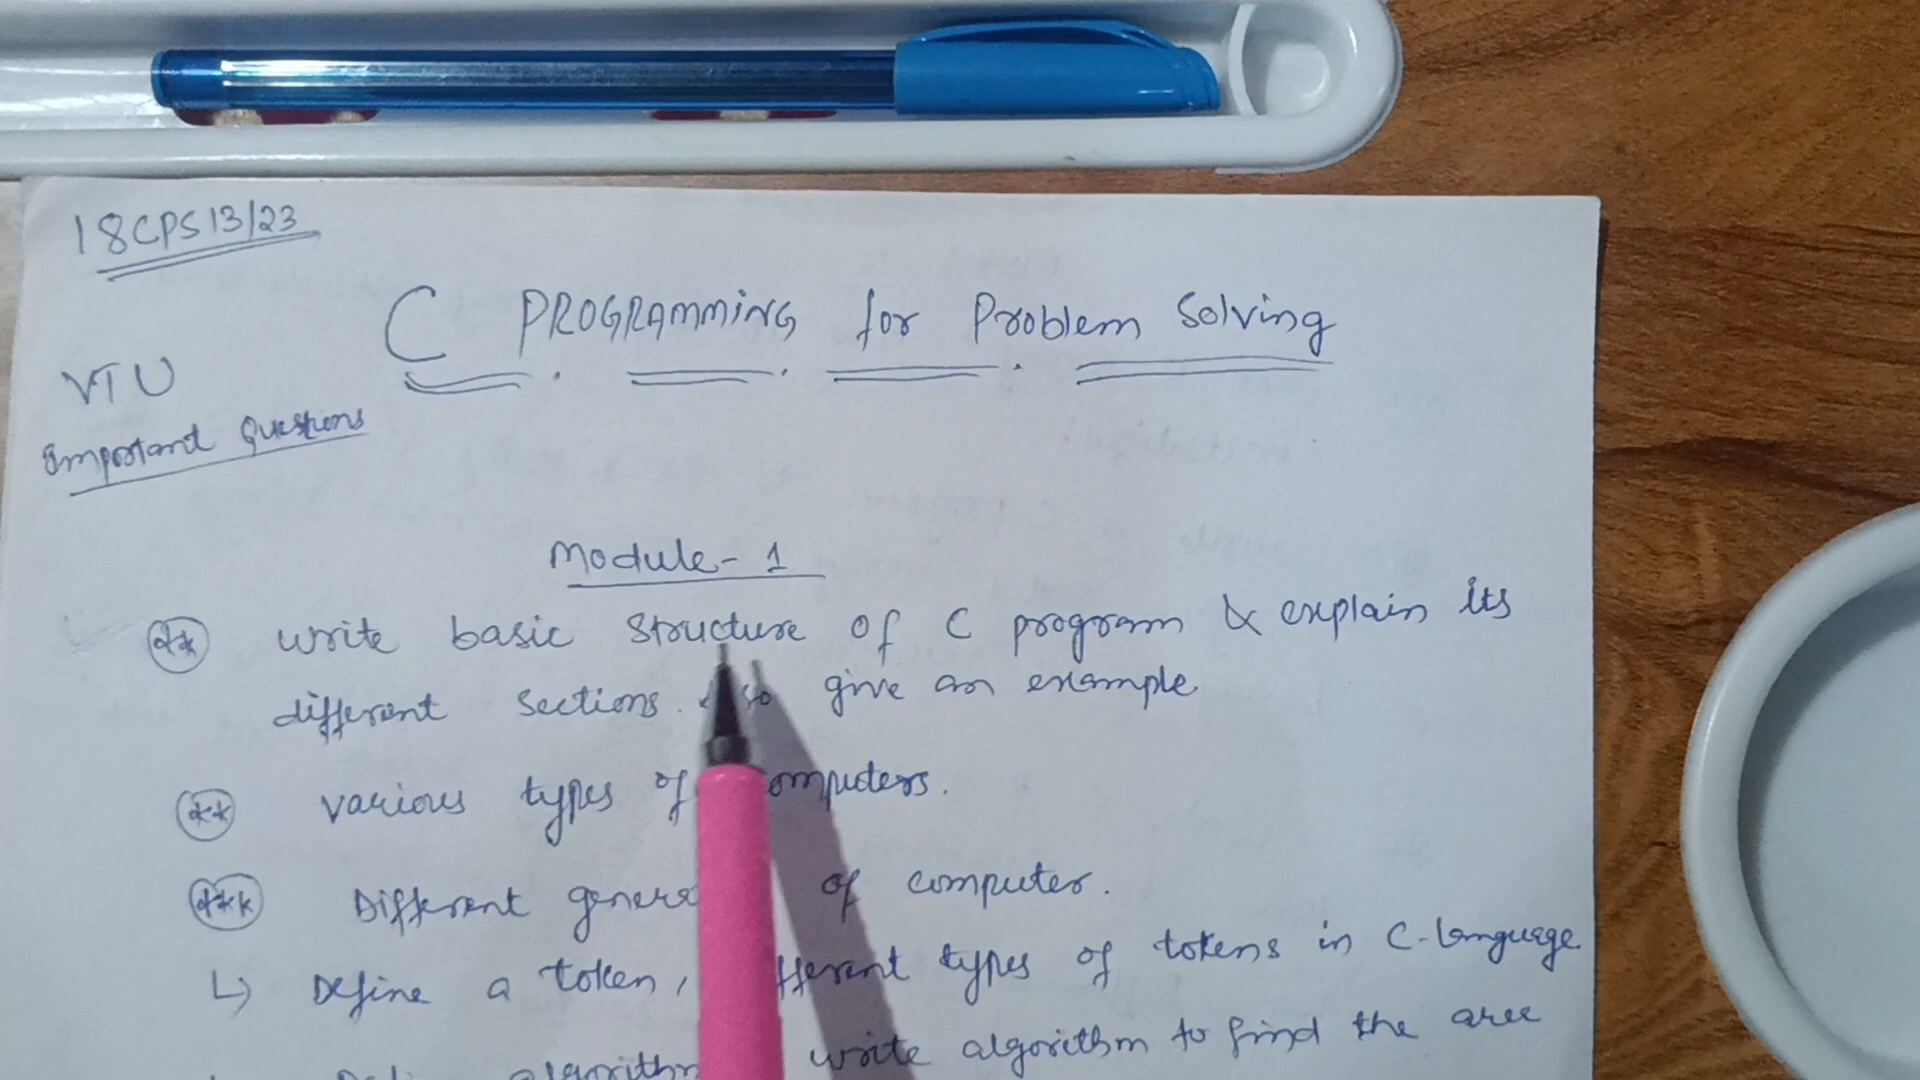 18CPS13/23
C PROGRAMMING for Problem Solving
VTU
Important Questions
Module-1
** write basic structure of C program & explain its
different sections. give an example
** various types of computers.
*** Different of computer.
↳ Define a token, types of tokens in C-language
write algorithm to find the area